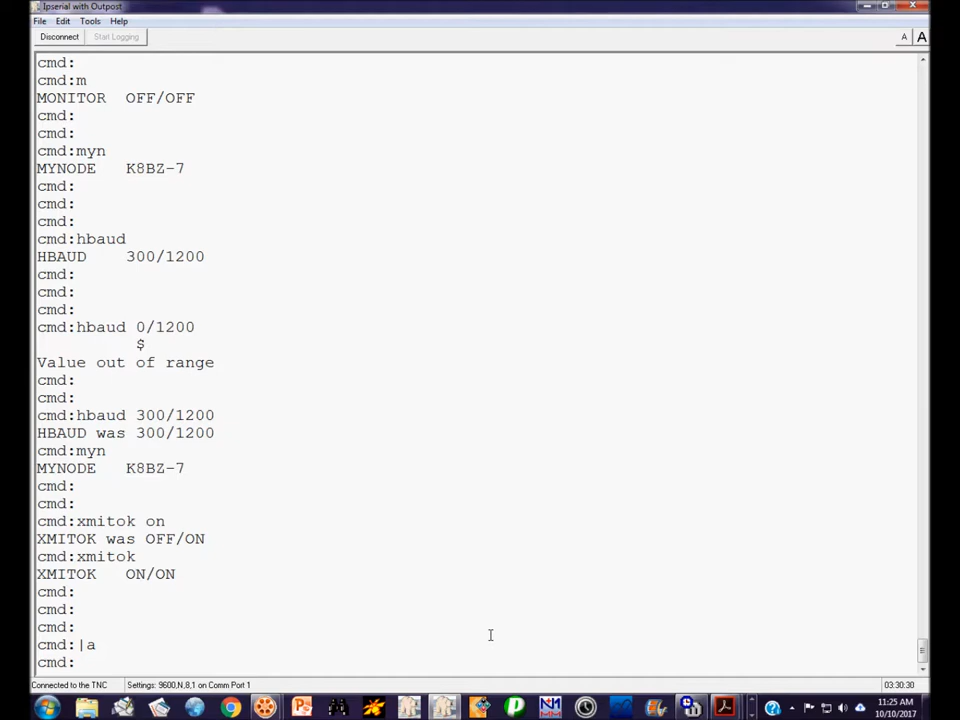 Ipserial with Outpost
File Edit Tools Help
Disconnect Start Logging A A
cmd:
cmd:m
MONITOR OFF/OFF
cmd:
cmd:
cmd:myn
MYNODE K8BZ-7
cmd:
cmd:
cmd:
cmd:hbaud
HBAUD 300/1200
cmd:
cmd:
cmd:
cmd:hbaud 0/1200
$
Value out of range
cmd:
cmd:
cmd:hbaud 300/1200
HBAUD was 300/1200
cmd:myn
MYNODE K8BZ-7
cmd:
cmd:
cmd:xmitok on
XMITOK was OFF/ON
cmd:xmitok
XMITOK ON/ON
cmd:
cmd:
cmd:
cmd:|a
cmd:
Connected to the TNC Settings: 9600,N,8,1 on Comm Port 1 03:30:30
11:25 AM
10/10/2017